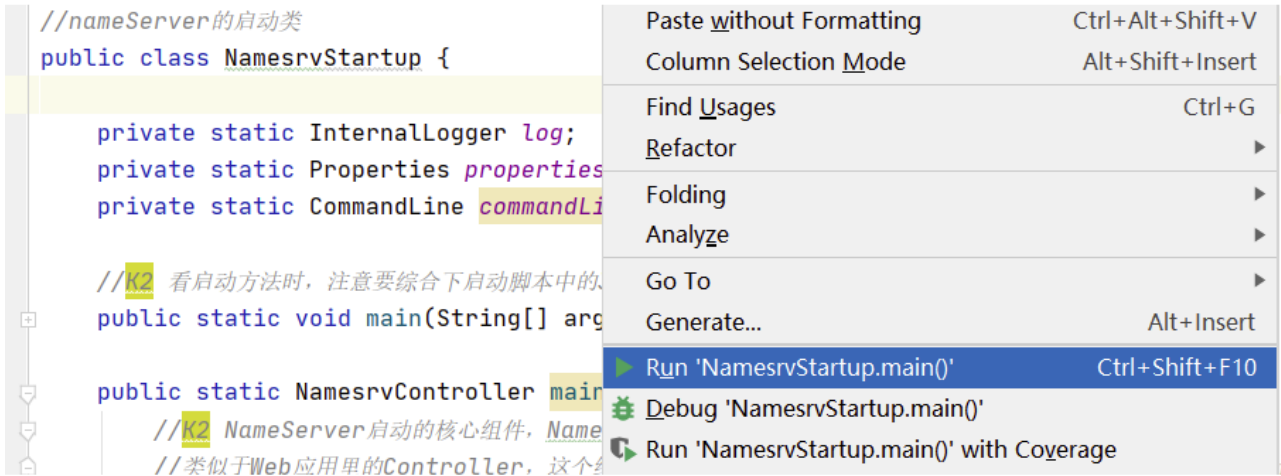 //nameServer的启动类
public class NamesrvStartup {
private static InternalLogger log;
private static Properties properties
private static CommandLine commandLi
//K2 看启动方法时，注意要综合下启动脚本中的J
public static void main(String[] arg
public static NamesrvController main
//K2 NameServer启动的核心组件，Name
//类似于Web应用里的Controller，这个组
Paste without Formatting Ctrl+Alt+Shift+V
Column Selection Mode Alt+Shift+Insert
Find Usages Ctrl+G
Refactor
Folding
Analyze
Go To
Generate... Alt+Insert
Run 'NamesrvStartup.main()' Ctrl+Shift+F10
Debug 'NamesrvStartup.main()'
Run 'NamesrvStartup.main()' with Coverage